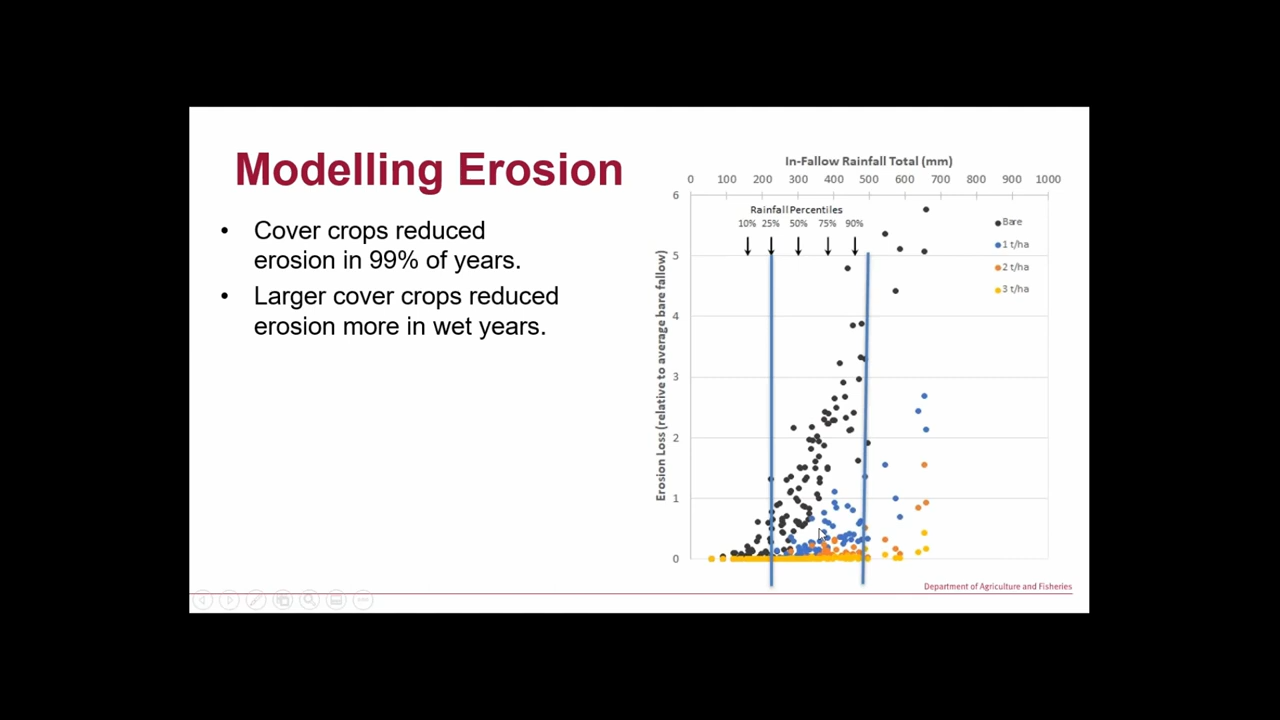 Modelling Erosion
• Cover crops reduced
erosion in 99% of years.
• Larger cover crops reduced
erosion more in wet years.
In-Fallow Rainfall Total (mm)
0 100 200 300 400 500 600 700 800 900 1000
Rainfall Percentiles
10% 25% 50% 75% 90%
6
5
4
3
2
1
0
Erosion Loss (relative to average bare fallow)
Bare
1 t/ha
2 t/ha
3 t/ha
Department of Agriculture and Fisheries